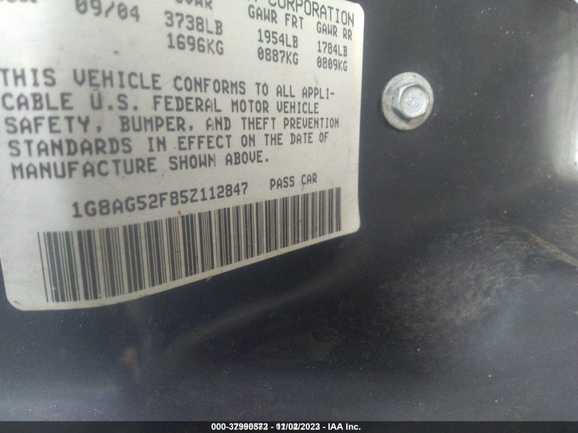 CORPORATION
09/04 GVWR GAWR FRT GAWR RR
3738LB 1954LB 1784LB
1696KG 0887KG 0809KG
THIS VEHICLE CONFORMS TO ALL APPLI-
CABLE U.S. FEDERAL MOTOR VEHICLE
SAFETY, BUMPER, AND THEFT PREVENTION
STANDARDS IN EFFECT ON THE DATE OF
MANUFACTURE SHOWN ABOVE.
1G8AG52F85Z112847 PASS CAR
IAA Inc.